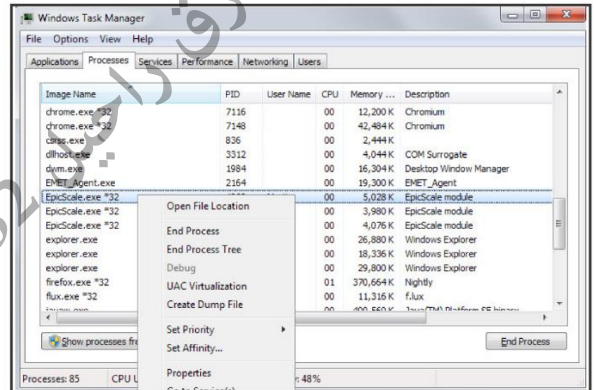 Windows Task Manager
File Options View Help
Applications Processes Services Performance Networking Users
Image Name PID User Name CPU Memory ... Description
chrome.exe *32 7116 00 12,200 K Chromium
chrome.exe *32 7148 00 42,484 K Chromium
csrss.exe 836 00 2,444 K
dllhost.exe 3312 00 4,044 K COM Surrogate
dwm.exe 1984 00 16,304 K Desktop Window Manager
EMET_Agent.exe 2164 00 19,300 K EMET_Agent
EpicScale.exe *32 00 5,028 K EpicScale module
EpicScale.exe *32 00 3,980 K EpicScale module
EpicScale.exe *32 00 4,076 K EpicScale module
explorer.exe 00 26,880 K Windows Explorer
explorer.exe 00 18,336 K Windows Explorer
explorer.exe 00 29,800 K Windows Explorer
firefox.exe *32 01 370,664 K Nightly
flux.exe *32 00 11,316 K f.lux
Open File Location
End Process
End Process Tree
Debug
UAC Virtualization
Create Dump File
Set Priority
Set Affinity...
Properties
Go to Service(s)
Show processes fr
End Process
Processes: 85 CPU U : 48%